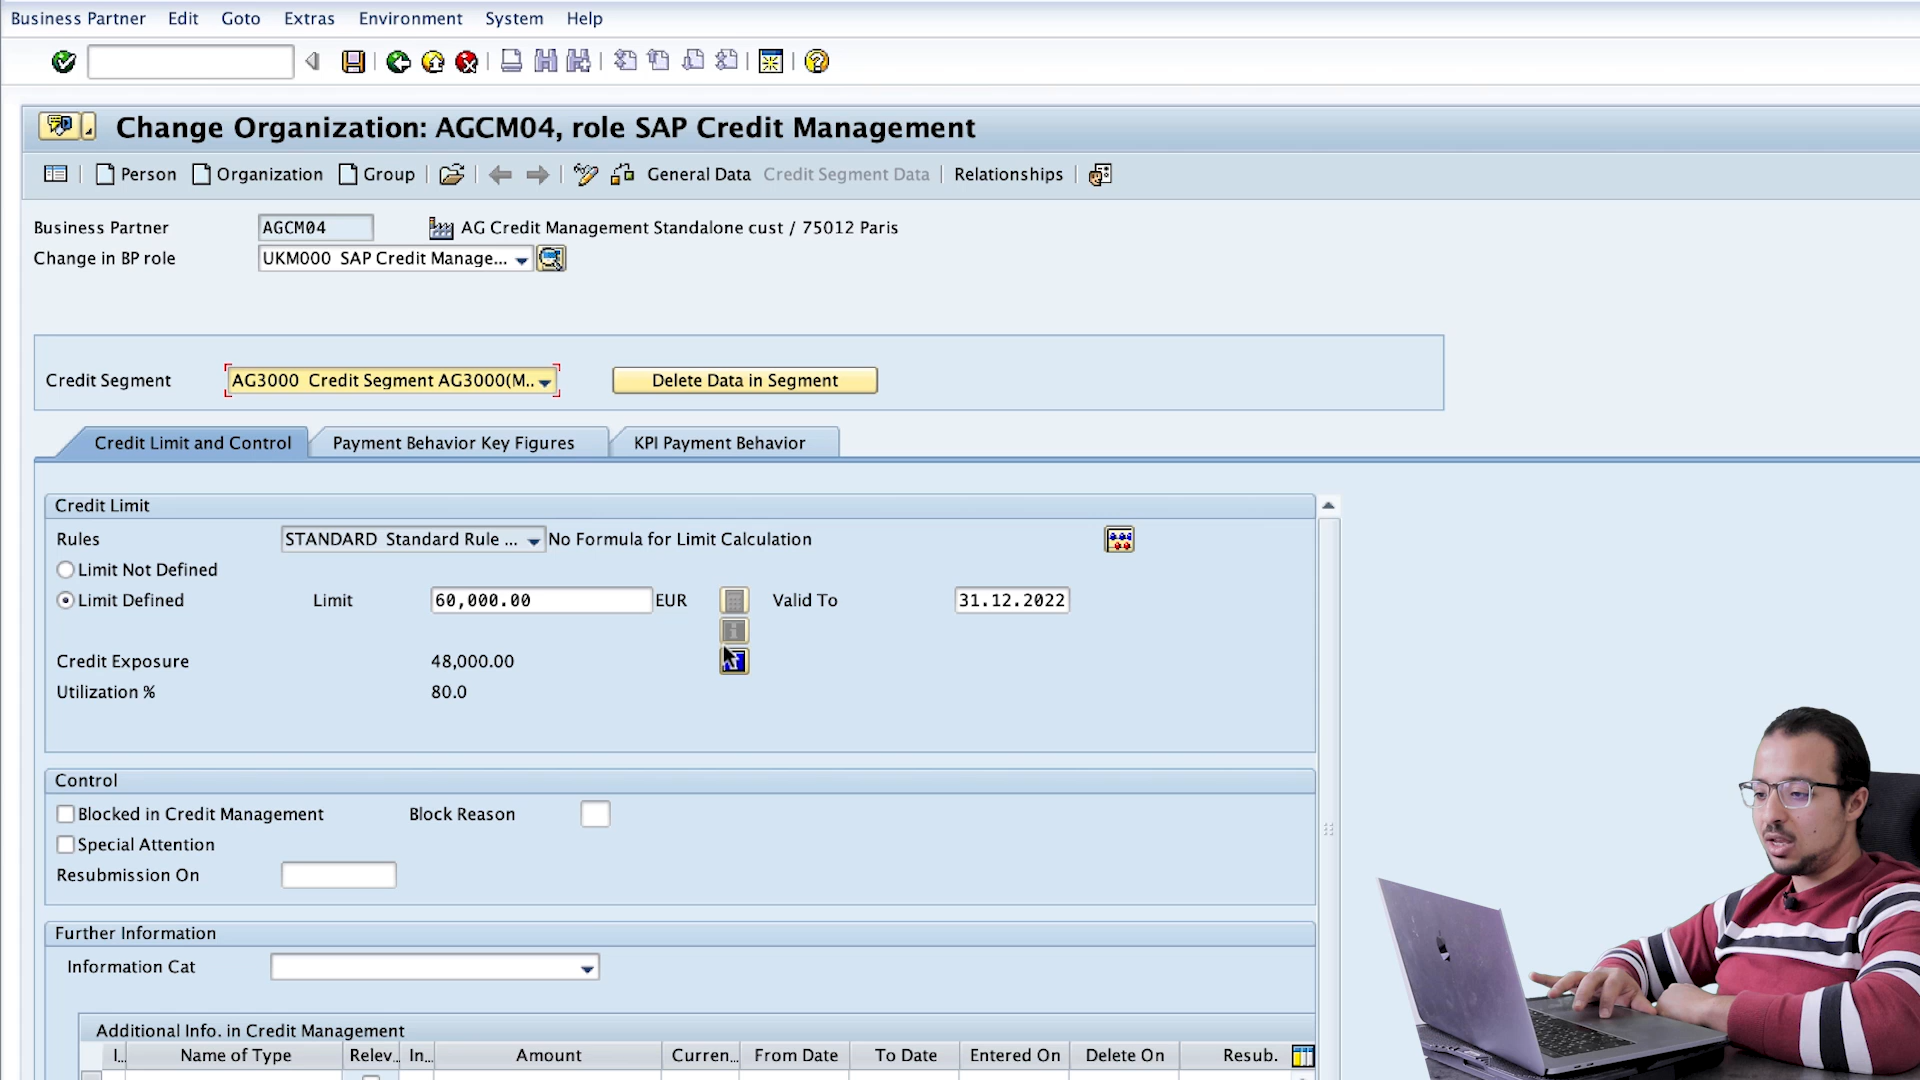 Business Partner Edit Goto Extras Environment System Help
Change Organization: AGCM04, role SAP Credit Management
Person Organization Group General Data Credit Segment Data Relationships
Business Partner AGCM04 AG Credit Management Standalone cust / 75012 Paris
Change in BP role UKM000 SAP Credit Manage...
Credit Segment AG3000 Credit Segment AG3000(M.. Delete Data in Segment
Credit Limit and Control Payment Behavior Key Figures KPI Payment Behavior
Credit Limit
Rules STANDARD Standard Rule ... No Formula for Limit Calculation
Limit Not Defined
Limit Defined Limit 60,000.00 EUR Valid To 31.12.2022
Credit Exposure 48,000.00
Utilization % 80.0
Control
Blocked in Credit Management Block Reason
Special Attention
Resubmission On
Further Information
Information Cat
Additional Info. in Credit Management
I.. Name of Type Relev.. In.. Amount Curren.. From Date To Date Entered On Delete On Resub.